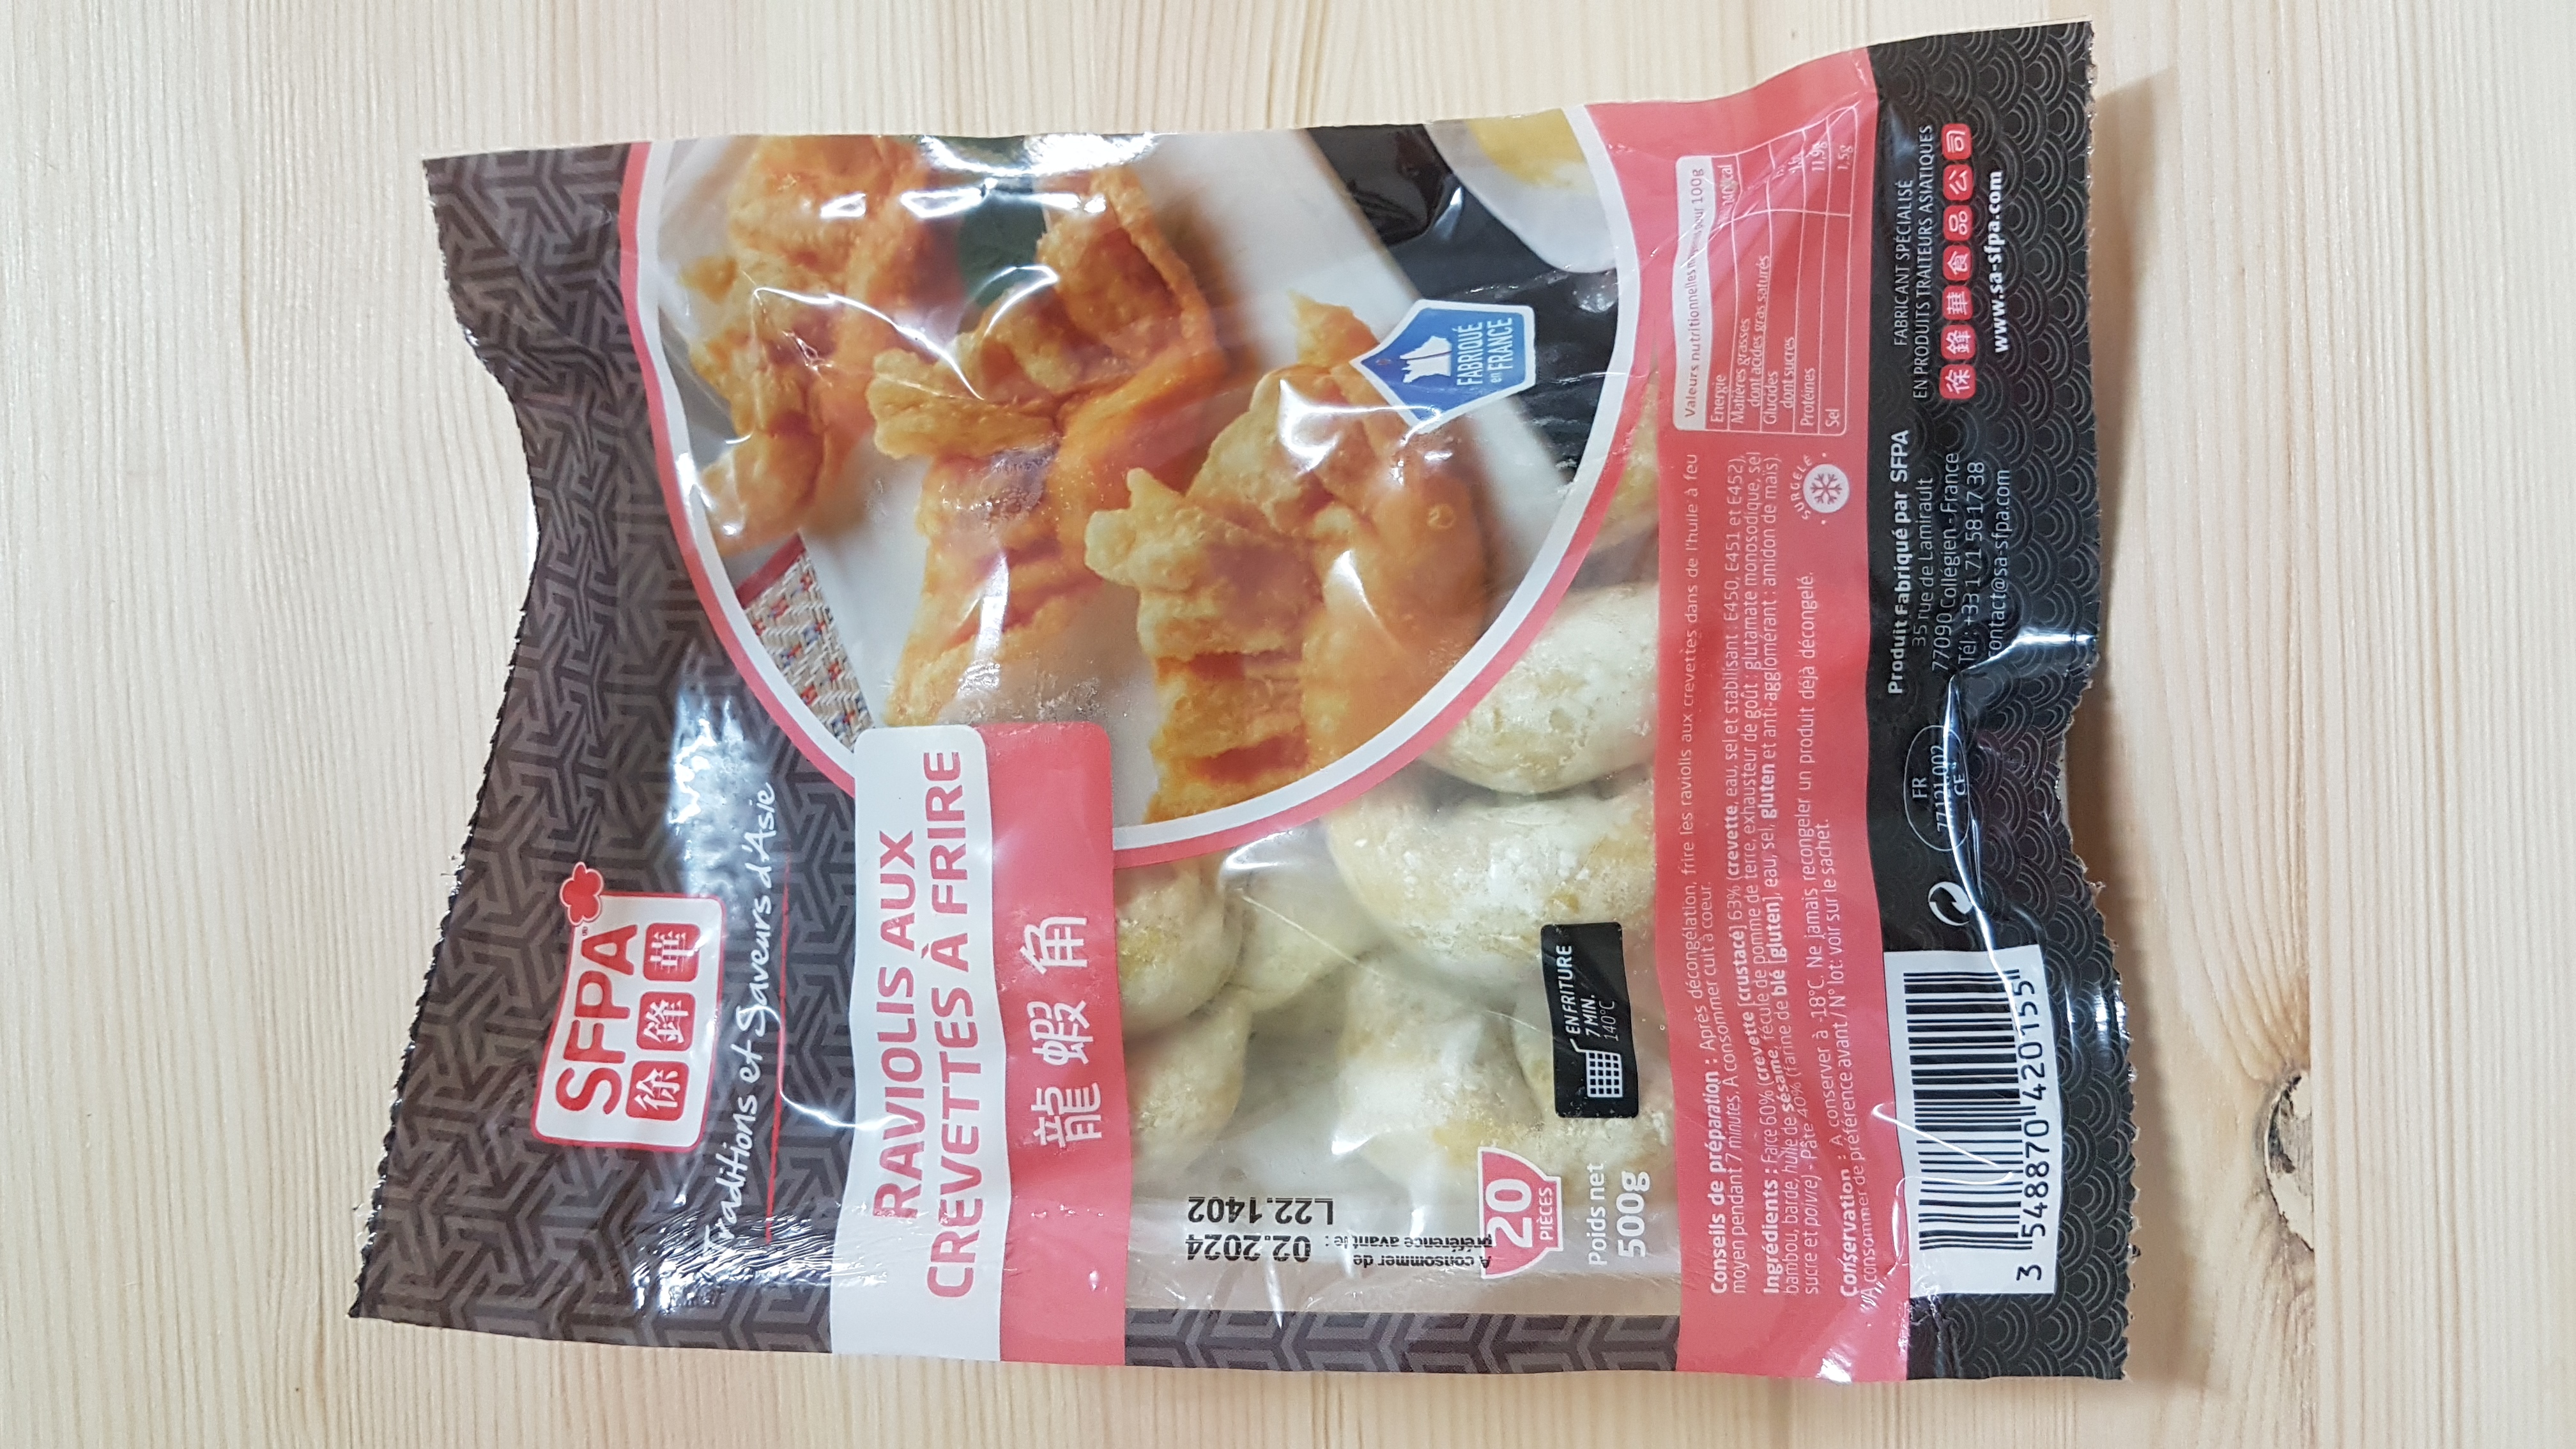 SFPA
徐鋒華
Traditions et Saveurs d'Asie
RAVIOLIS AUX
CREVETTES À FRIRE
龍蝦角
A consommer de
préférence avant le : 02.2024
L22.1402
20
PIÈCES
Poids net
500g
EN FRITURE
7 MIN.
140°C
FABRIQUÉ
en FRANCE
Conseils de préparation : Après décongélation, frire les raviolis aux crevettes dans de l'huile à feu
moyen pendant 7 minutes. A consommer cuit à coeur.
Ingrédients : Farce 60% (crevette [crustacé] 63% (crevette, eau, sel et stabilisant : E450, E451 et E452),
bambou, barde, huile de sésame, fécule de pomme de terre, exhausteur de goût : glutamate monosodique, sel
sucre et poivre) - Pâte 40% (farine de blé [gluten], eau, sel, gluten et anti-agglomérant : amidon de maïs).
Conservation : A conserver à -18°C. Ne jamais recongeler un produit déjà décongelé.
A consommer de préférence avant / N° lot: voir sur le sachet.
SURGELÉ
Valeurs nutritionnelles pour 100g
Energie
Matières grasses
dont acides gras saturés
Glucides
dont sucres
Protéines 11,9g
Sel 1,5g
3 548870 420155
FR
77.121.002
CE
Produit Fabriqué par SFPA
35 rue de Lamirault
77090 Collégien - France
Tél : +33 1 71 58 17 38
contact@sa-sfpa.com
FABRICANT SPÉCIALISÉ
EN PRODUITS TRAITEURS ASIATIQUES
徐鋒華食品公司
www.sa-sfpa.com